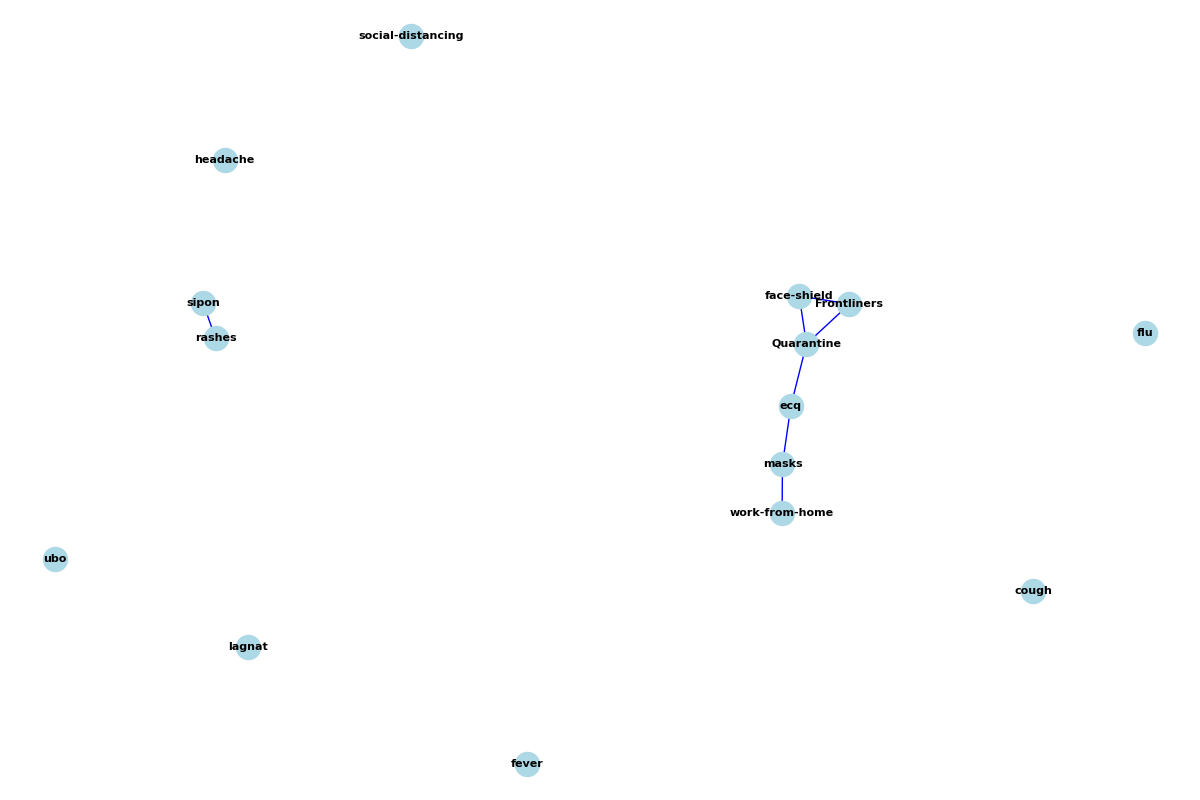 social-distancing
headache
sipon
rashes
face-shield
Frontliners
Quarantine
flu
ecq
masks
work-from-home
ubo
cough
lagnat
fever